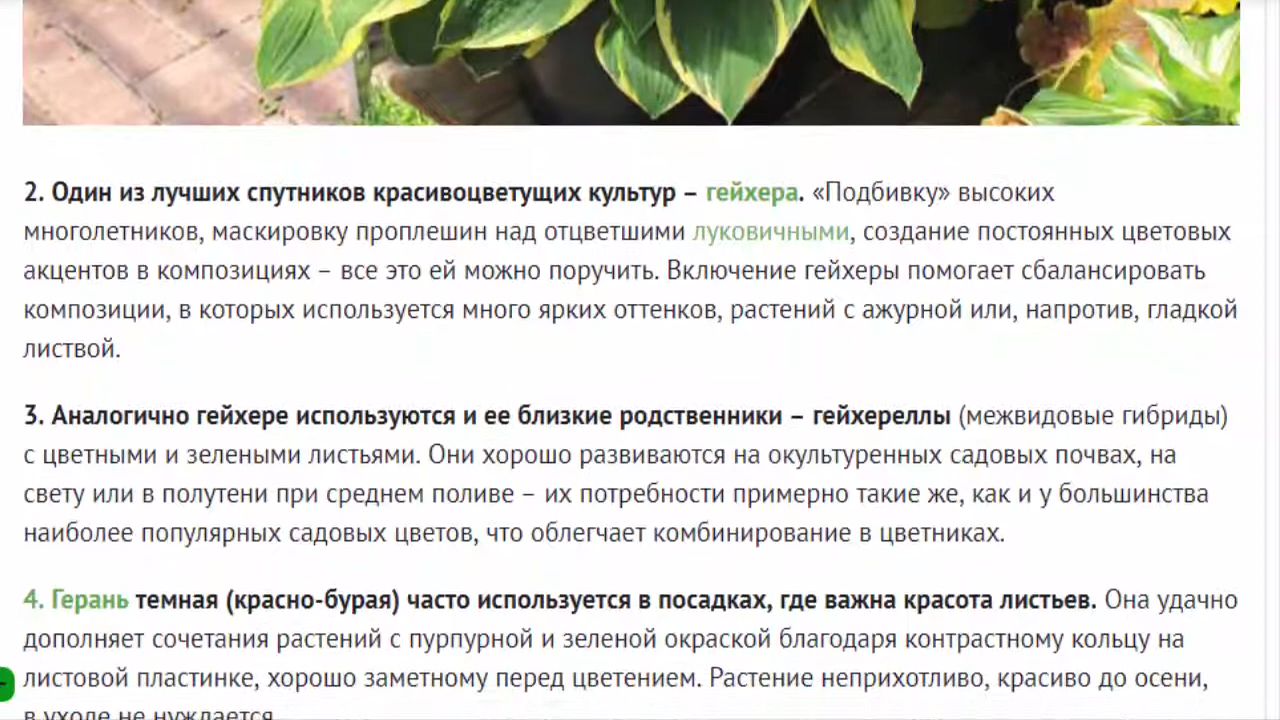 2. Один из лучших спутников красивоцветущих культур – гейхера. «Подбивку» высоких
многолетников, маскировку проплешин над отцветшими луковичными, создание постоянных цветовых
акцентов в композициях – все это ей можно поручить. Включение гейхеры помогает сбалансировать
композиции, в которых используется много ярких оттенков, растений с ажурной или, напротив, гладкой
листвой.
3. Аналогично гейхере используются и ее близкие родственники – гейхереллы (межвидовые гибриды)
с цветными и зелеными листьями. Они хорошо развиваются на окультуренных садовых почвах, на
свету или в полутени при среднем поливе – их потребности примерно такие же, как и у большинства
наиболее популярных садовых цветов, что облегчает комбинирование в цветниках.
4. Герань темная (красно-бурая) часто используется в посадках, где важна красота листьев. Она удачно
дополняет сочетания растений с пурпурной и зеленой окраской благодаря контрастному кольцу на
листовой пластинке, хорошо заметному перед цветением. Растение неприхотливо, красиво до осени,
в уходе не нуждается.